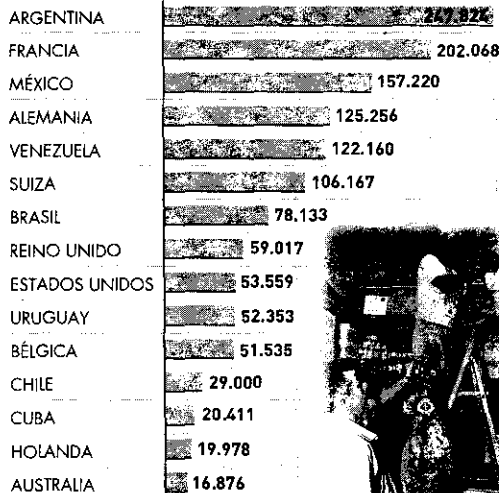 ARGENTINA 247.824
FRANCIA 202.068
MÉXICO 157.220
ALEMANIA 125.256
VENEZUELA 122.160
SUIZA 106.167
BRASIL 78.133
REINO UNIDO 59.017
ESTADOS UNIDOS 53.559
URUGUAY 52.353
BÉLGICA 51.535
CHILE 29.000
CUBA 20.411
HOLANDA 19.978
AUSTRALIA 16.876